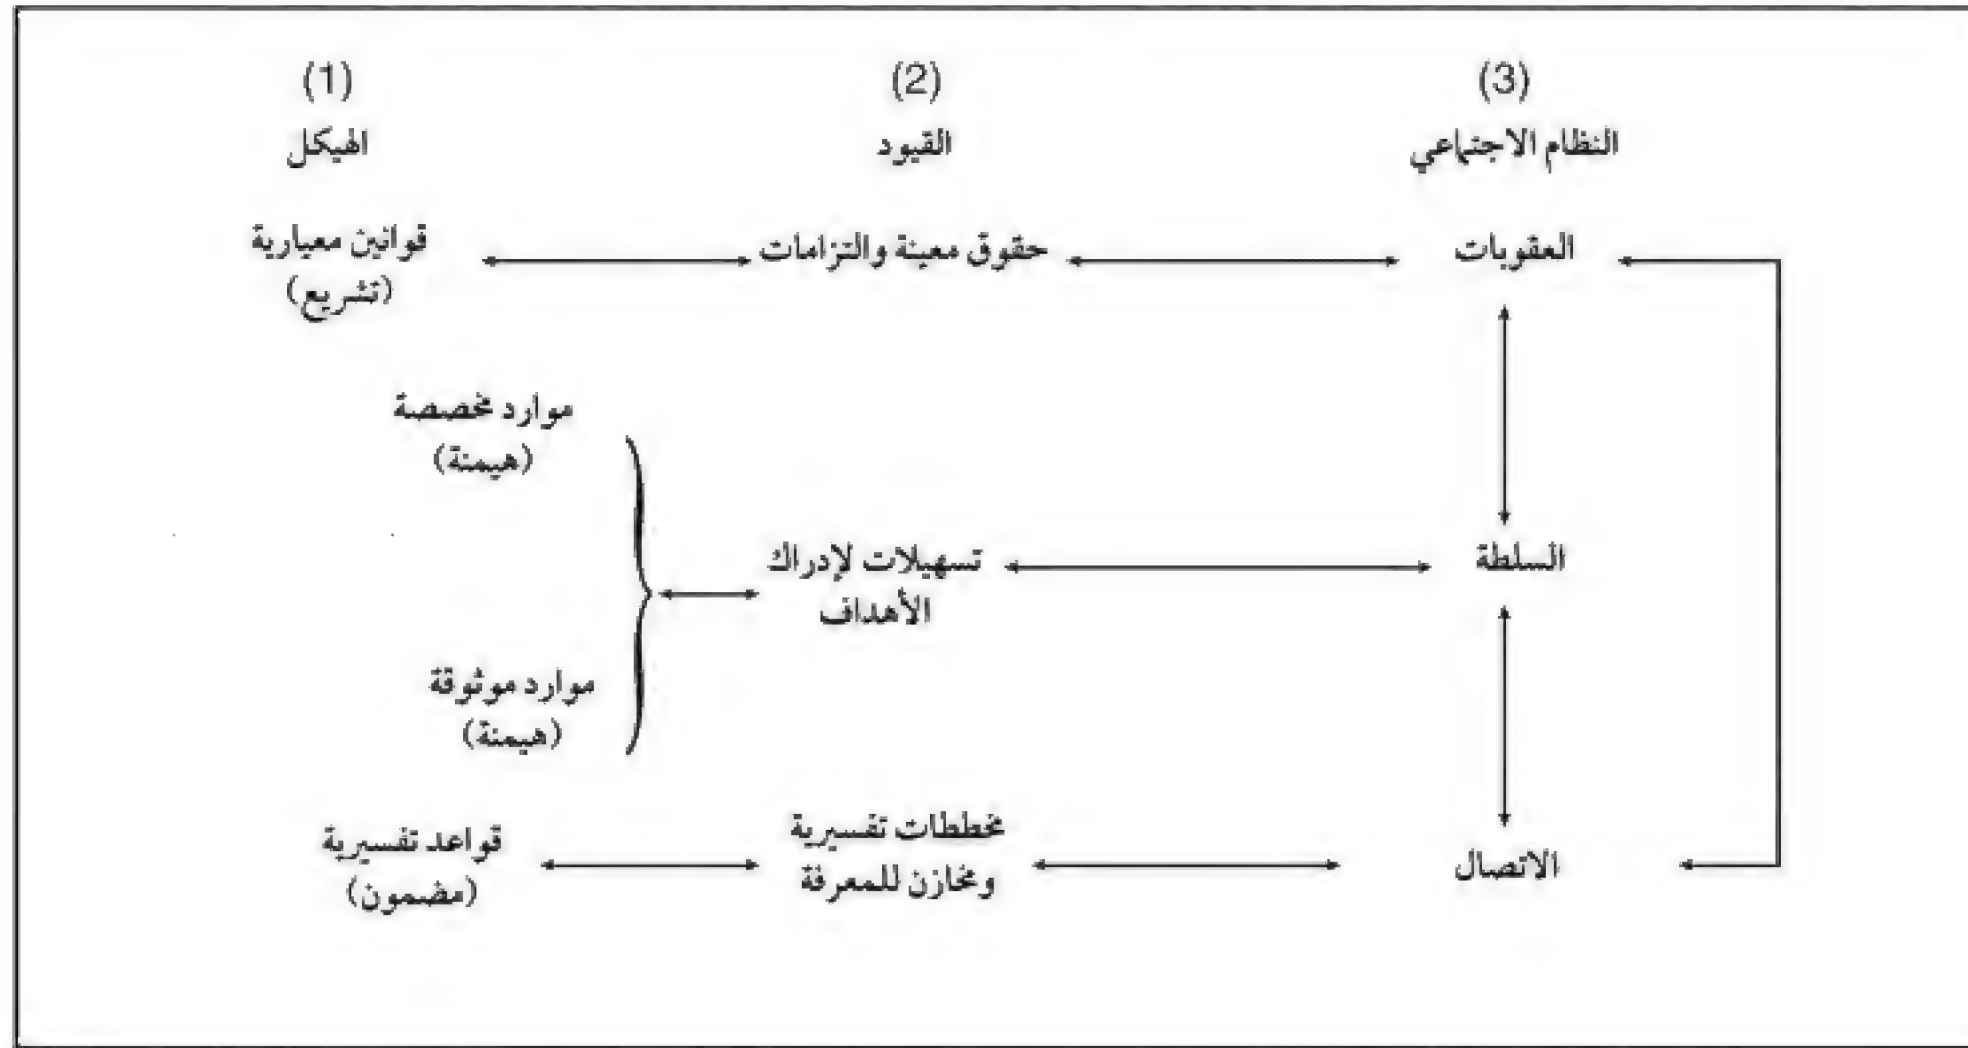 (1)
الهيكل
(2)
القيود
(3)
النظام الاجتماعي
قوانين معيارية
(تشريع)
حقوق معينة والتزامات
العقوبات
موارد مخصصة
(هيمنة)
تسهيلات لإدراك
الأهداف
السلطة
موارد موثوقة
(هيمنة)
قواعد تفسيرية
(مضمون)
مخططات تفسيرية
ومخازن للمعرفة
الاتصال